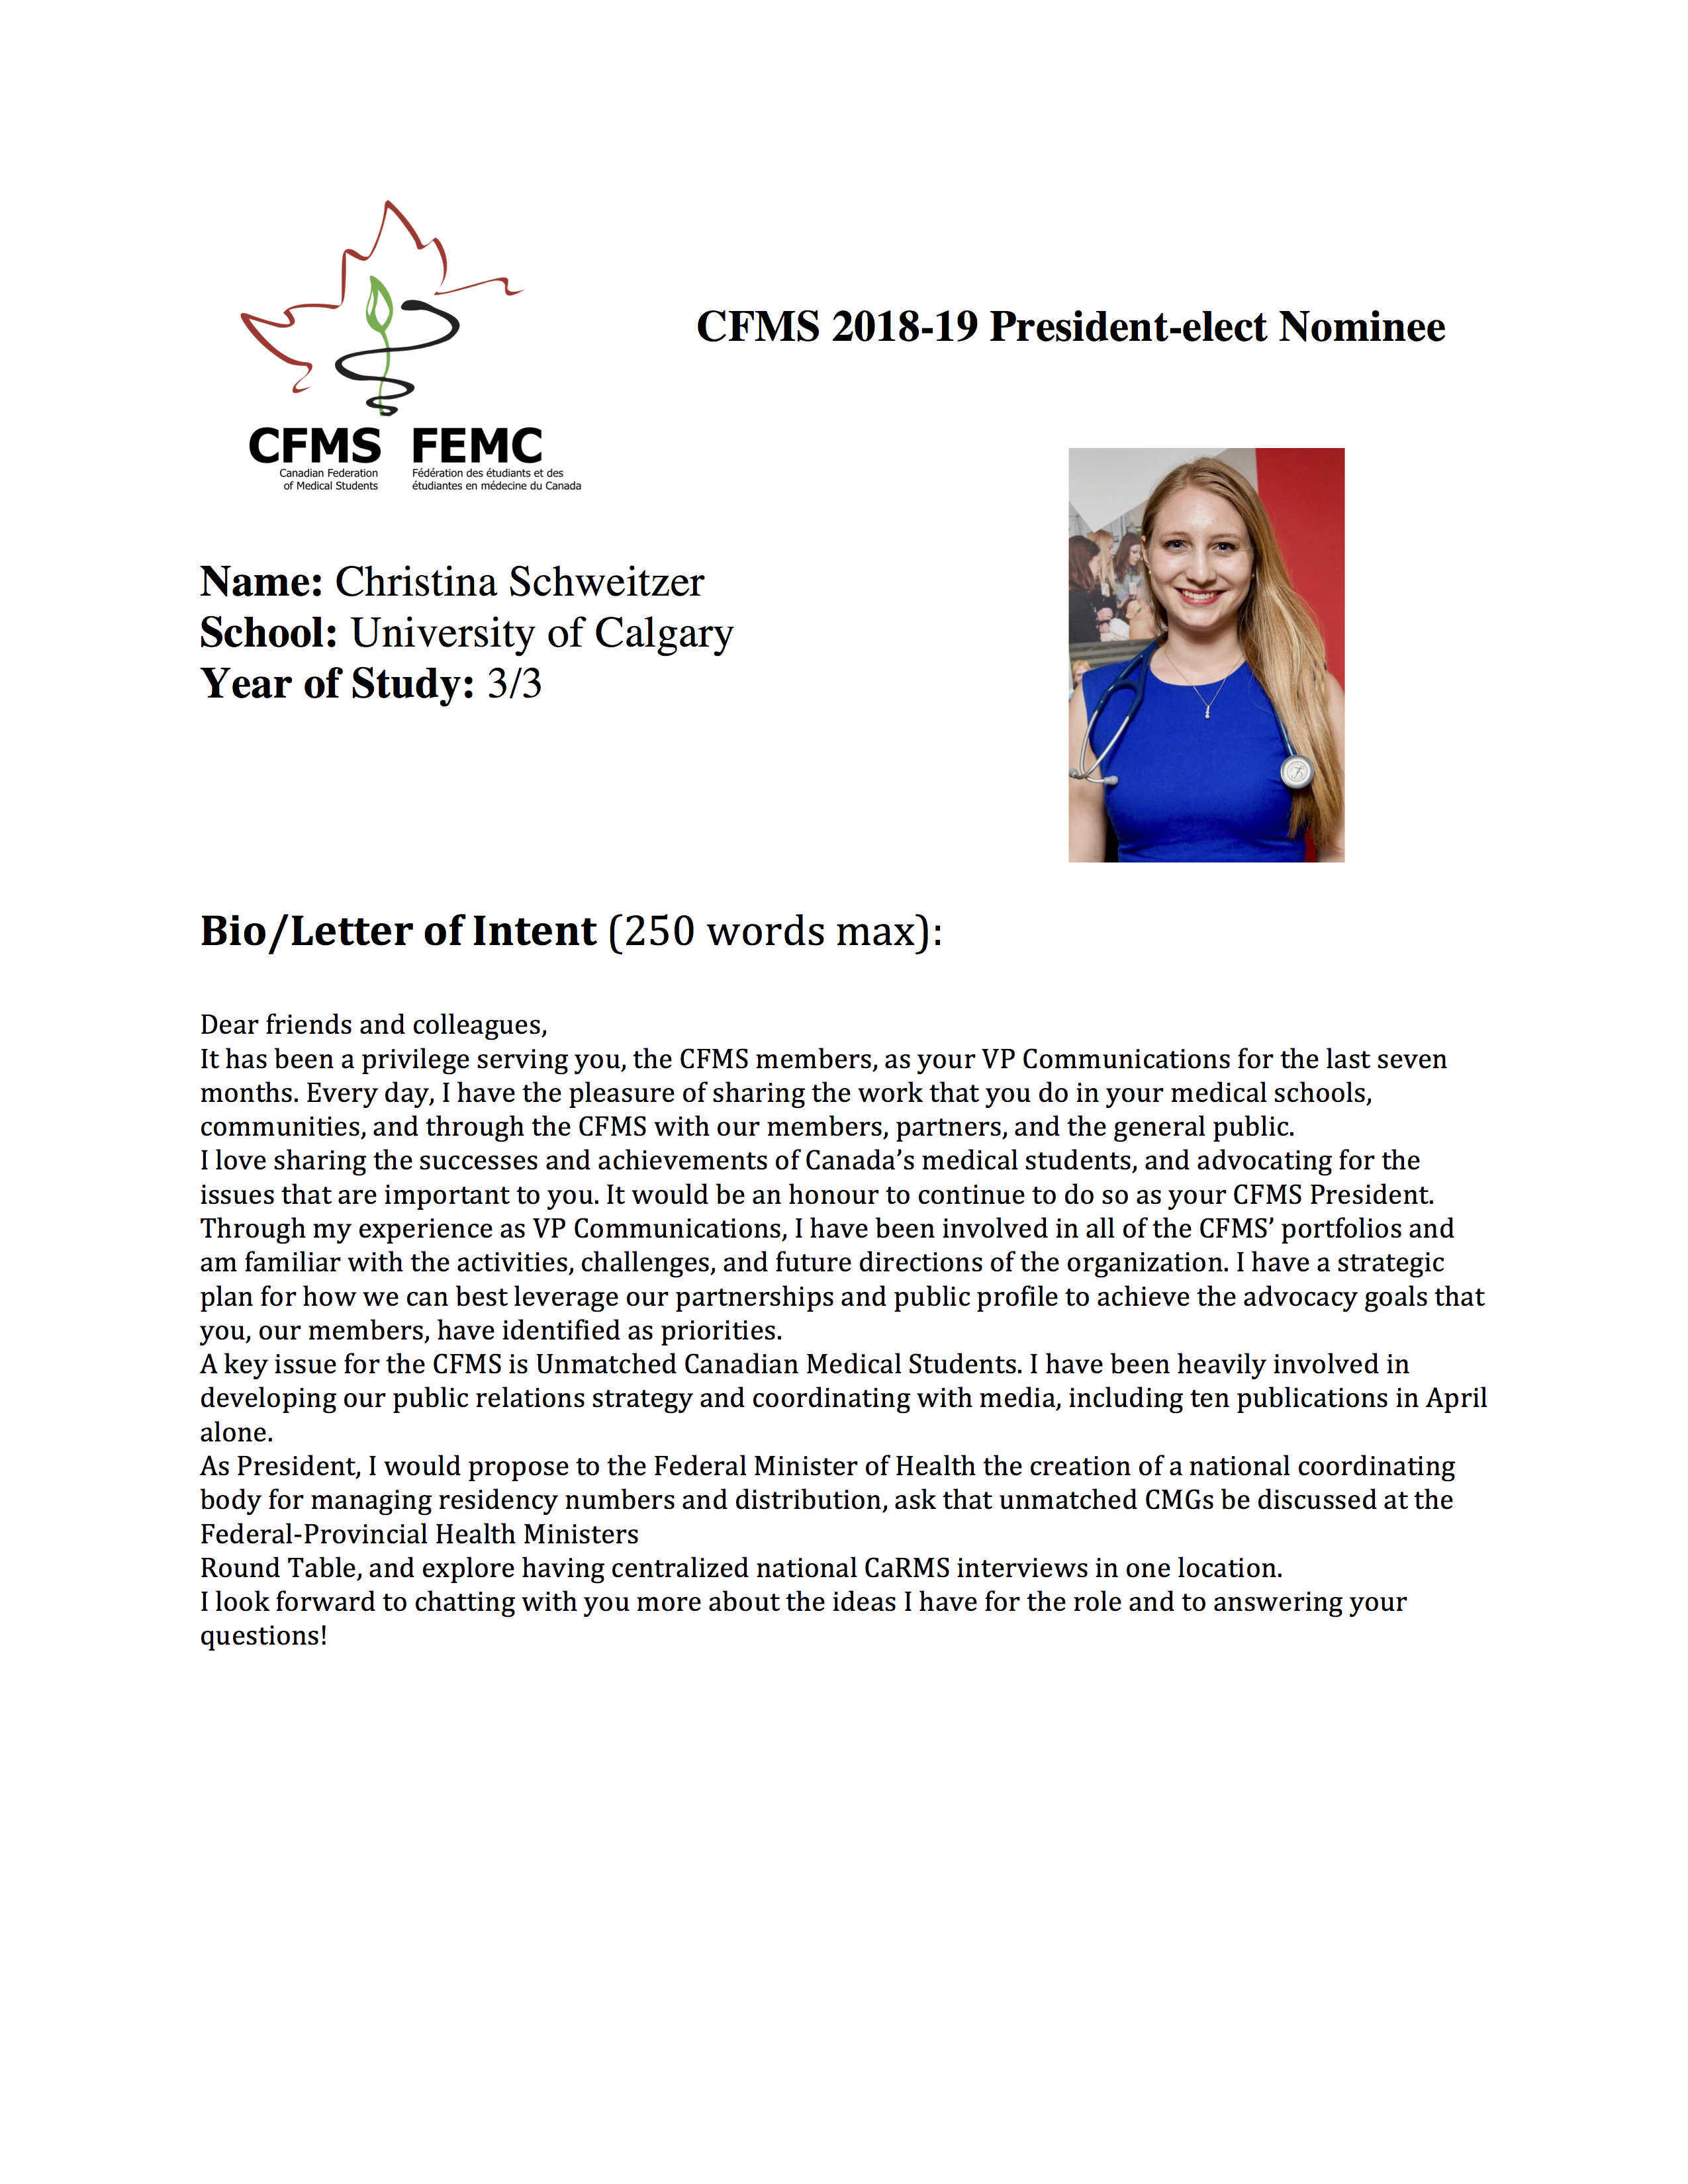 CFMS 2018-19 President-elect Nominee
CFMS FEMC
Canadian Federation
of Medical Students
Fédération des étudiants et des
étudiantes en médecine du Canada
Name: Christina Schweitzer
School: University of Calgary
Year of Study: 3/3
Bio/Letter of Intent (250 words max):
Dear friends and colleagues,
It has been a privilege serving you, the CFMS members, as your VP Communications for the last seven
months. Every day, I have the pleasure of sharing the work that you do in your medical schools,
communities, and through the CFMS with our members, partners, and the general public.
I love sharing the successes and achievements of Canada’s medical students, and advocating for the
issues that are important to you. It would be an honour to continue to do so as your CFMS President.
Through my experience as VP Communications, I have been involved in all of the CFMS’ portfolios and
am familiar with the activities, challenges, and future directions of the organization. I have a strategic
plan for how we can best leverage our partnerships and public profile to achieve the advocacy goals that
you, our members, have identified as priorities.
A key issue for the CFMS is Unmatched Canadian Medical Students. I have been heavily involved in
developing our public relations strategy and coordinating with media, including ten publications in April
alone.
As President, I would propose to the Federal Minister of Health the creation of a national coordinating
body for managing residency numbers and distribution, ask that unmatched CMGs be discussed at the
Federal-Provincial Health Ministers
Round Table, and explore having centralized national CaRMS interviews in one location.
I look forward to chatting with you more about the ideas I have for the role and to answering your
questions!